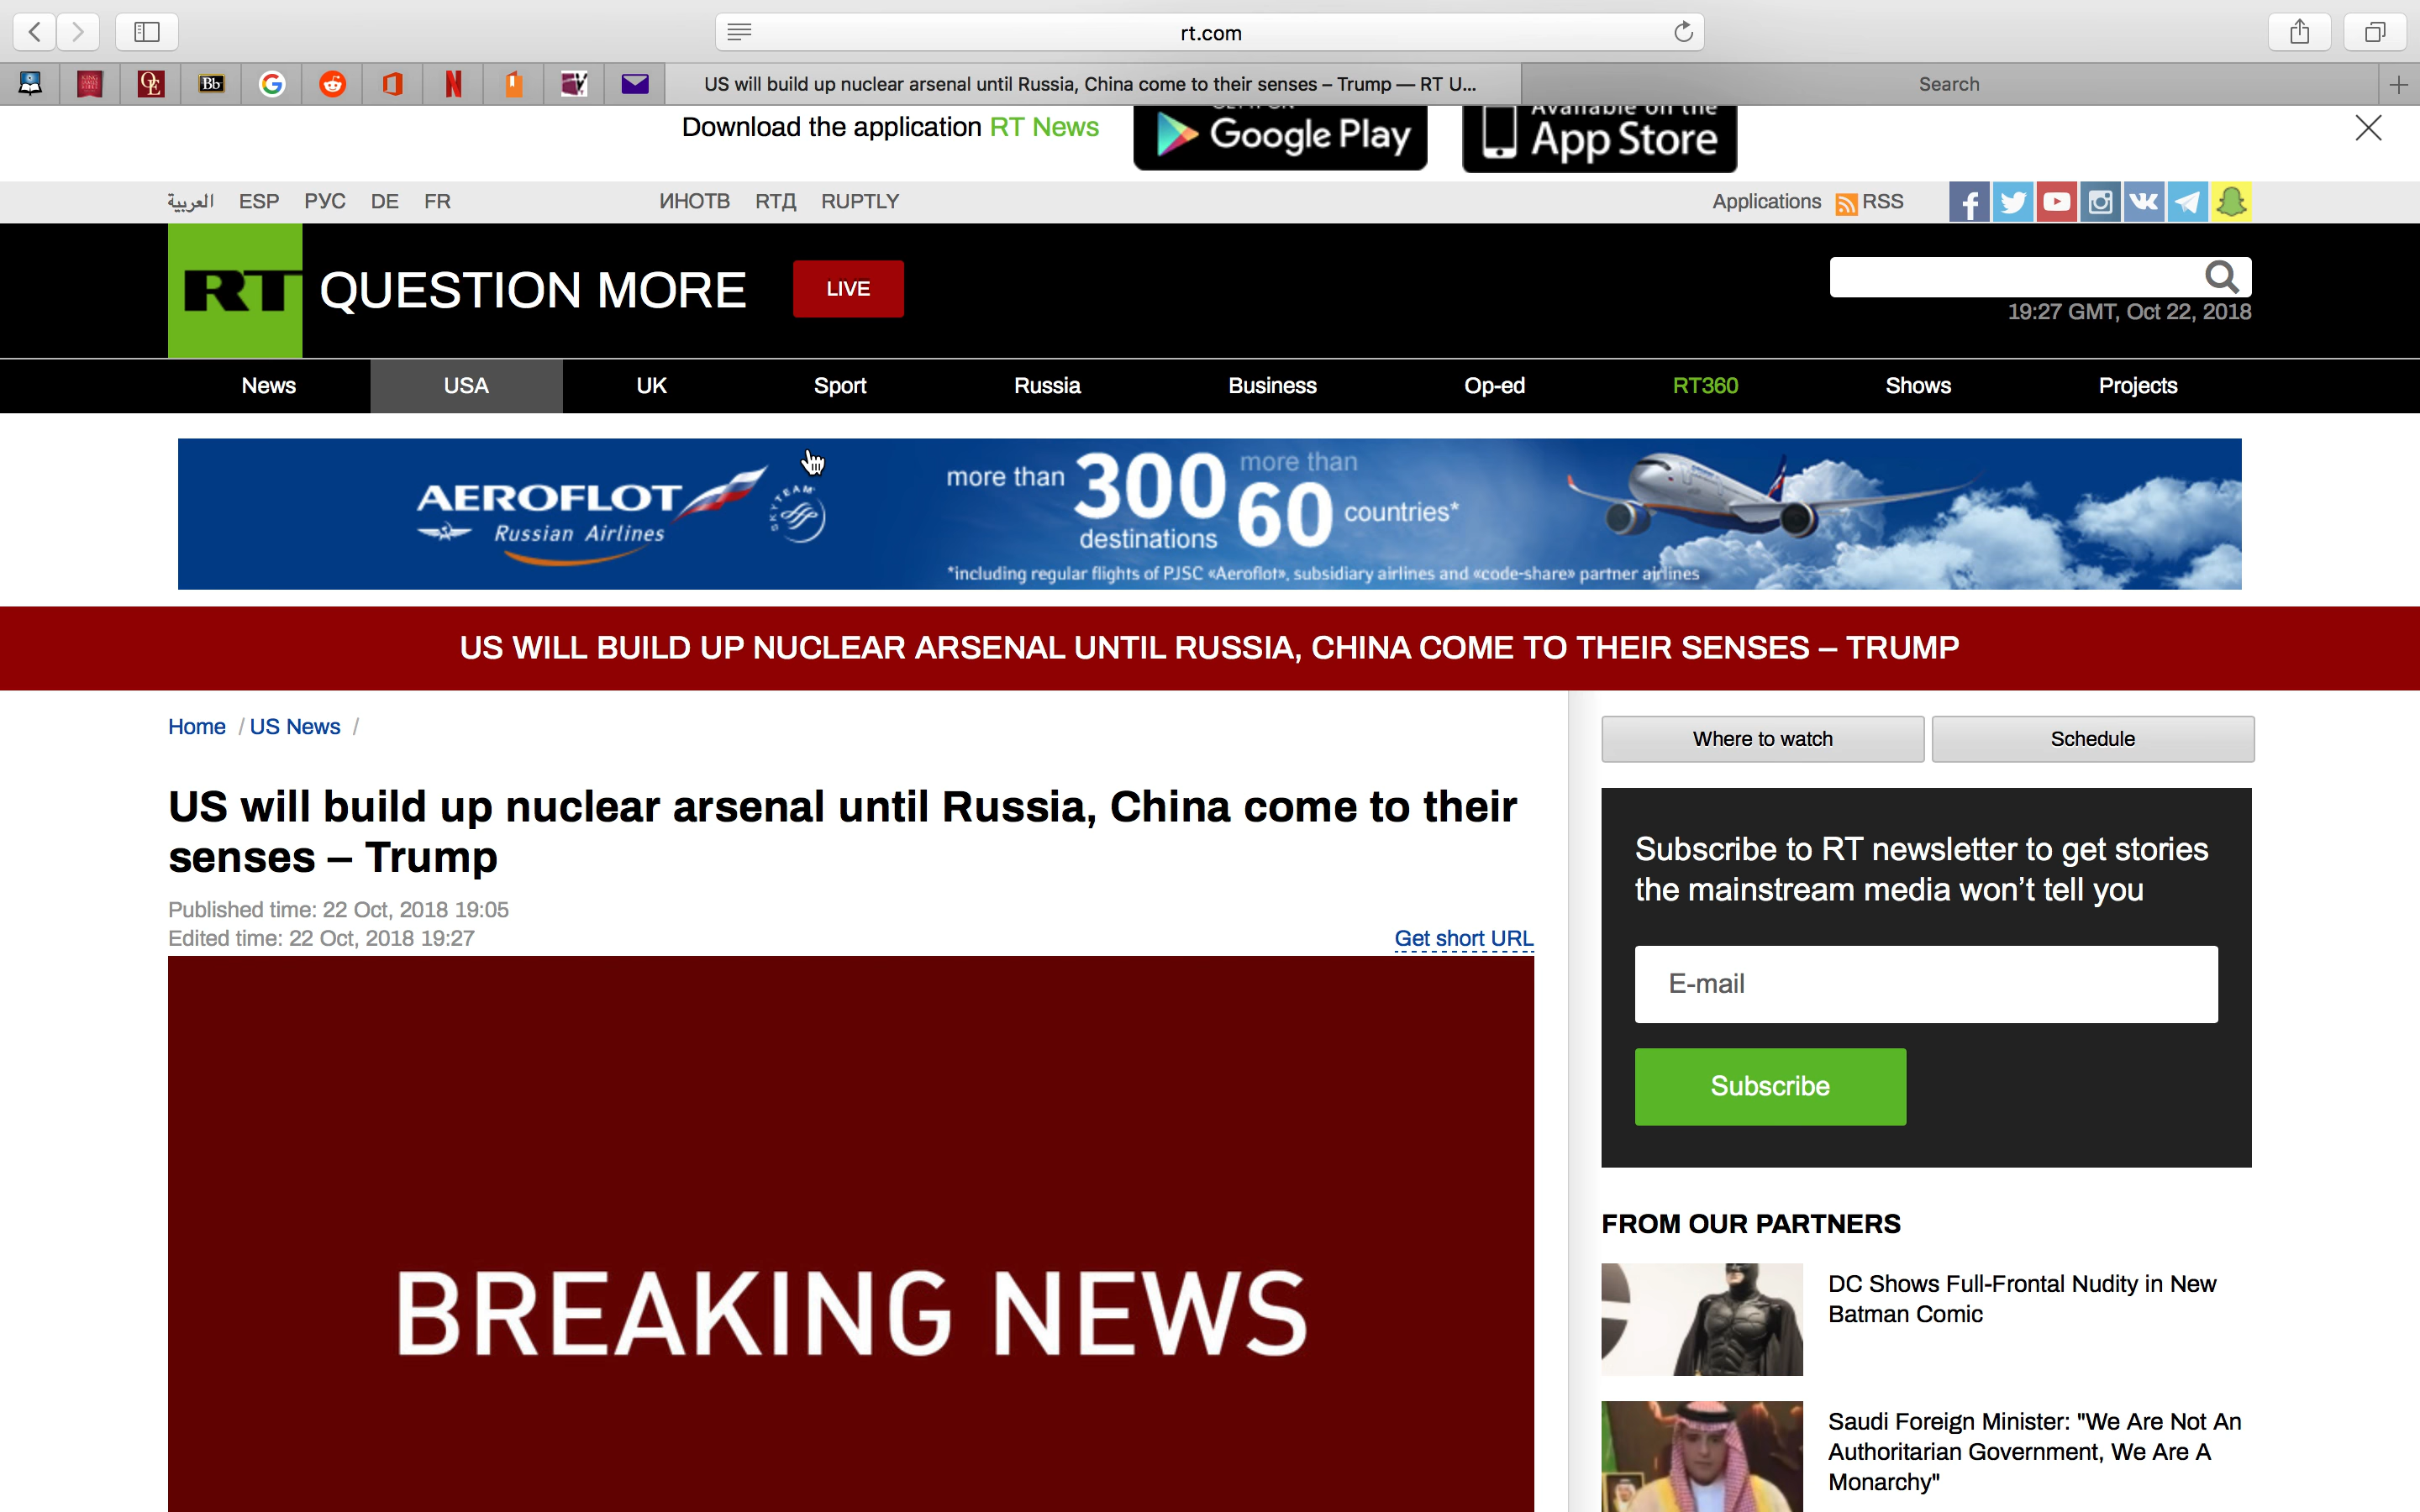 rt.com
Bb
US will build up nuclear arsenal until Russia, China come to their senses – Trump — RT U...
Search
Download the application RT News
Google Play
Available on the
App Store
العربية ESP РУС DE FR
ИНОТВ RTД RUPTLY
Applications RSS
RT QUESTION MORE
LIVE
19:27 GMT, Oct 22, 2018
News USA UK Sport Russia Business Op-ed RT360 Shows Projects
AEROFLOT
Russian Airlines
SKYTEAM
more than 300 destinations
more than 60 countries*
*including regular flights of PJSC «Aeroflot», subsidiary airlines and «code-share» partner airlines
US WILL BUILD UP NUCLEAR ARSENAL UNTIL RUSSIA, CHINA COME TO THEIR SENSES – TRUMP
Home / US News /
US will build up nuclear arsenal until Russia, China come to their
senses – Trump
Published time: 22 Oct, 2018 19:05
Edited time: 22 Oct, 2018 19:27
Get short URL
BREAKING NEWS
Where to watch
Schedule
Subscribe to RT newsletter to get stories
the mainstream media won't tell you
E-mail
Subscribe
FROM OUR PARTNERS
DC Shows Full-Frontal Nudity in New
Batman Comic
Saudi Foreign Minister: "We Are Not An
Authoritarian Government, We Are A
Monarchy"